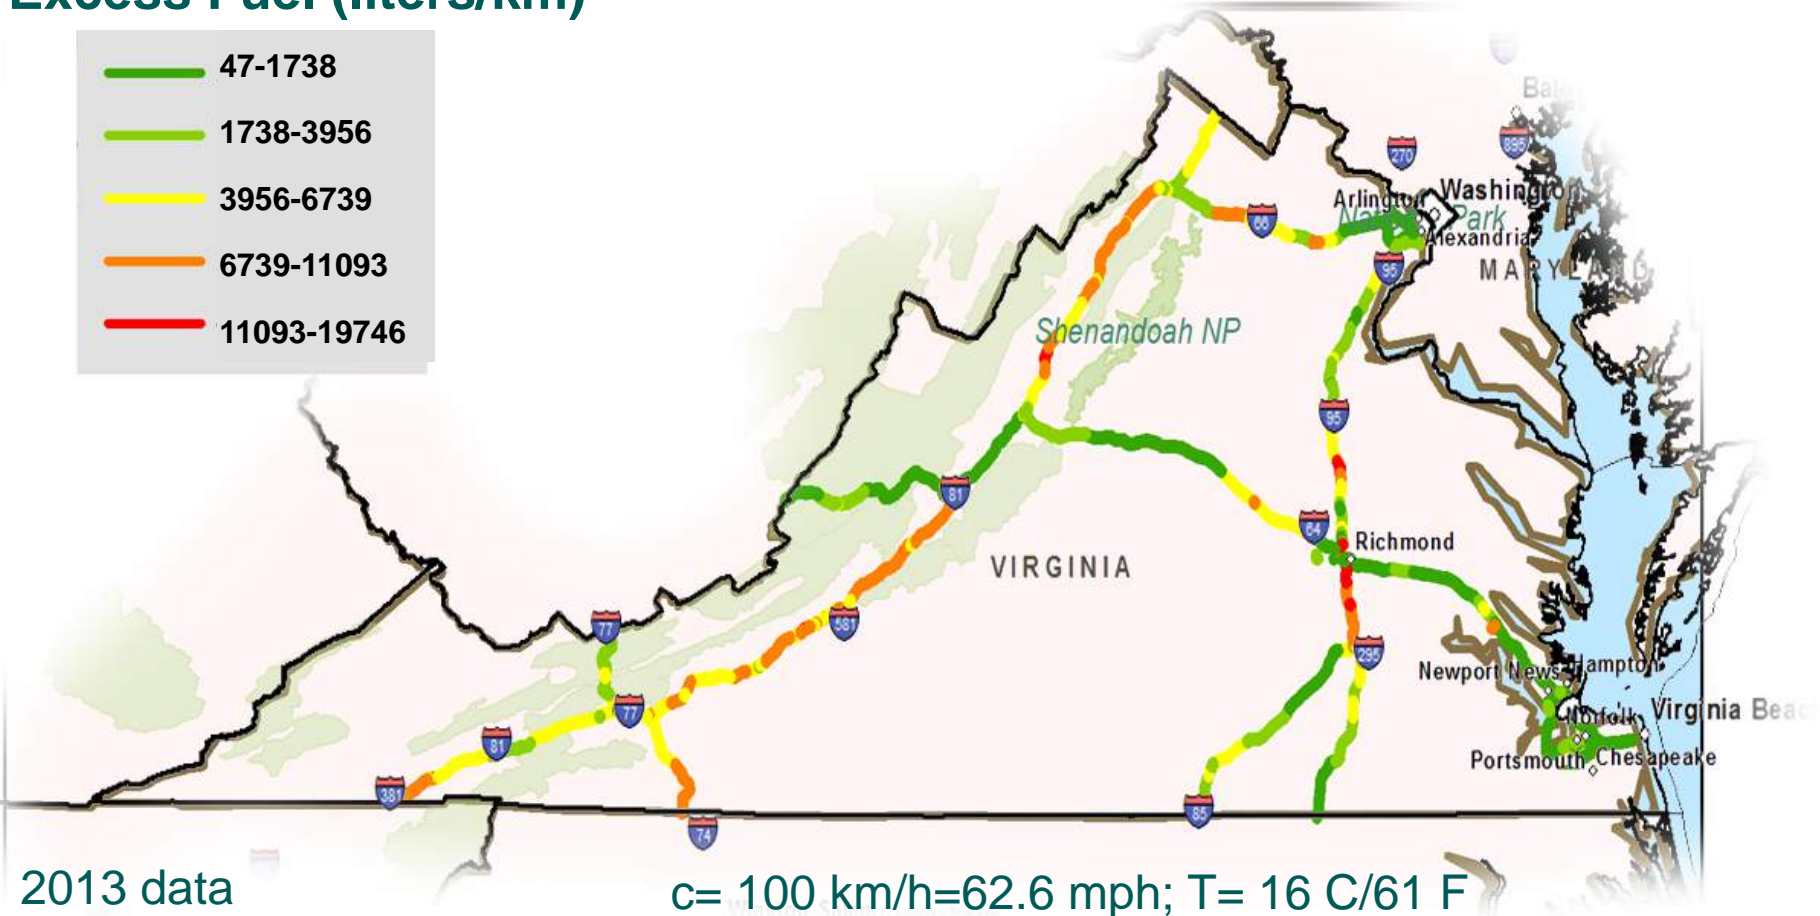 Excess Fuel (liters/km)
47-1738
1738-3956
3956-6739
6739-11093
11093-19746
270
895
Arlington
Washington
Park
Alexandria
66
95
MARYLAND
Shenandoah NP
95
81
64
Richmond
VIRGINIA
77
581
295
Newport News
Hampton
77
Norfolk
Virginia Beac
81
Portsmouth
Chesapeake
381
85
74
2013 data
c= 100 km/h=62.6 mph; T= 16 C/61 F